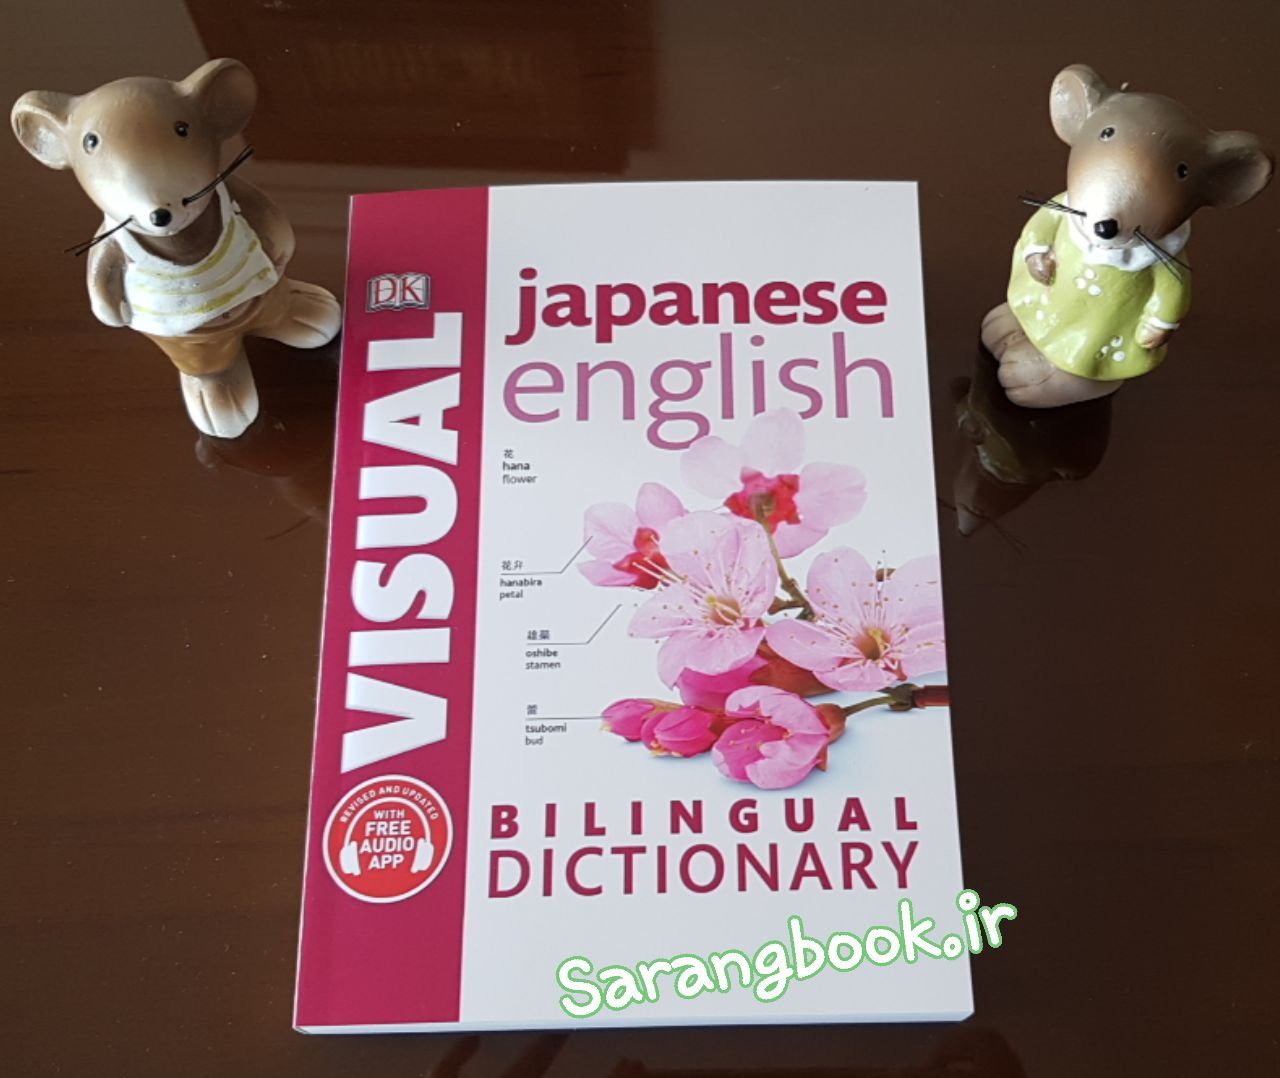 DK
VISUAL
japanese
english
花
hana
flower
花弁
hanabira
petal
雄蕊
oshibe
stamen
蕾
tsubomi
bud
REVISED AND UPDATED
WITH
FREE
AUDIO
APP
BILINGUAL
DICTIONARY
Sarangbook.ir